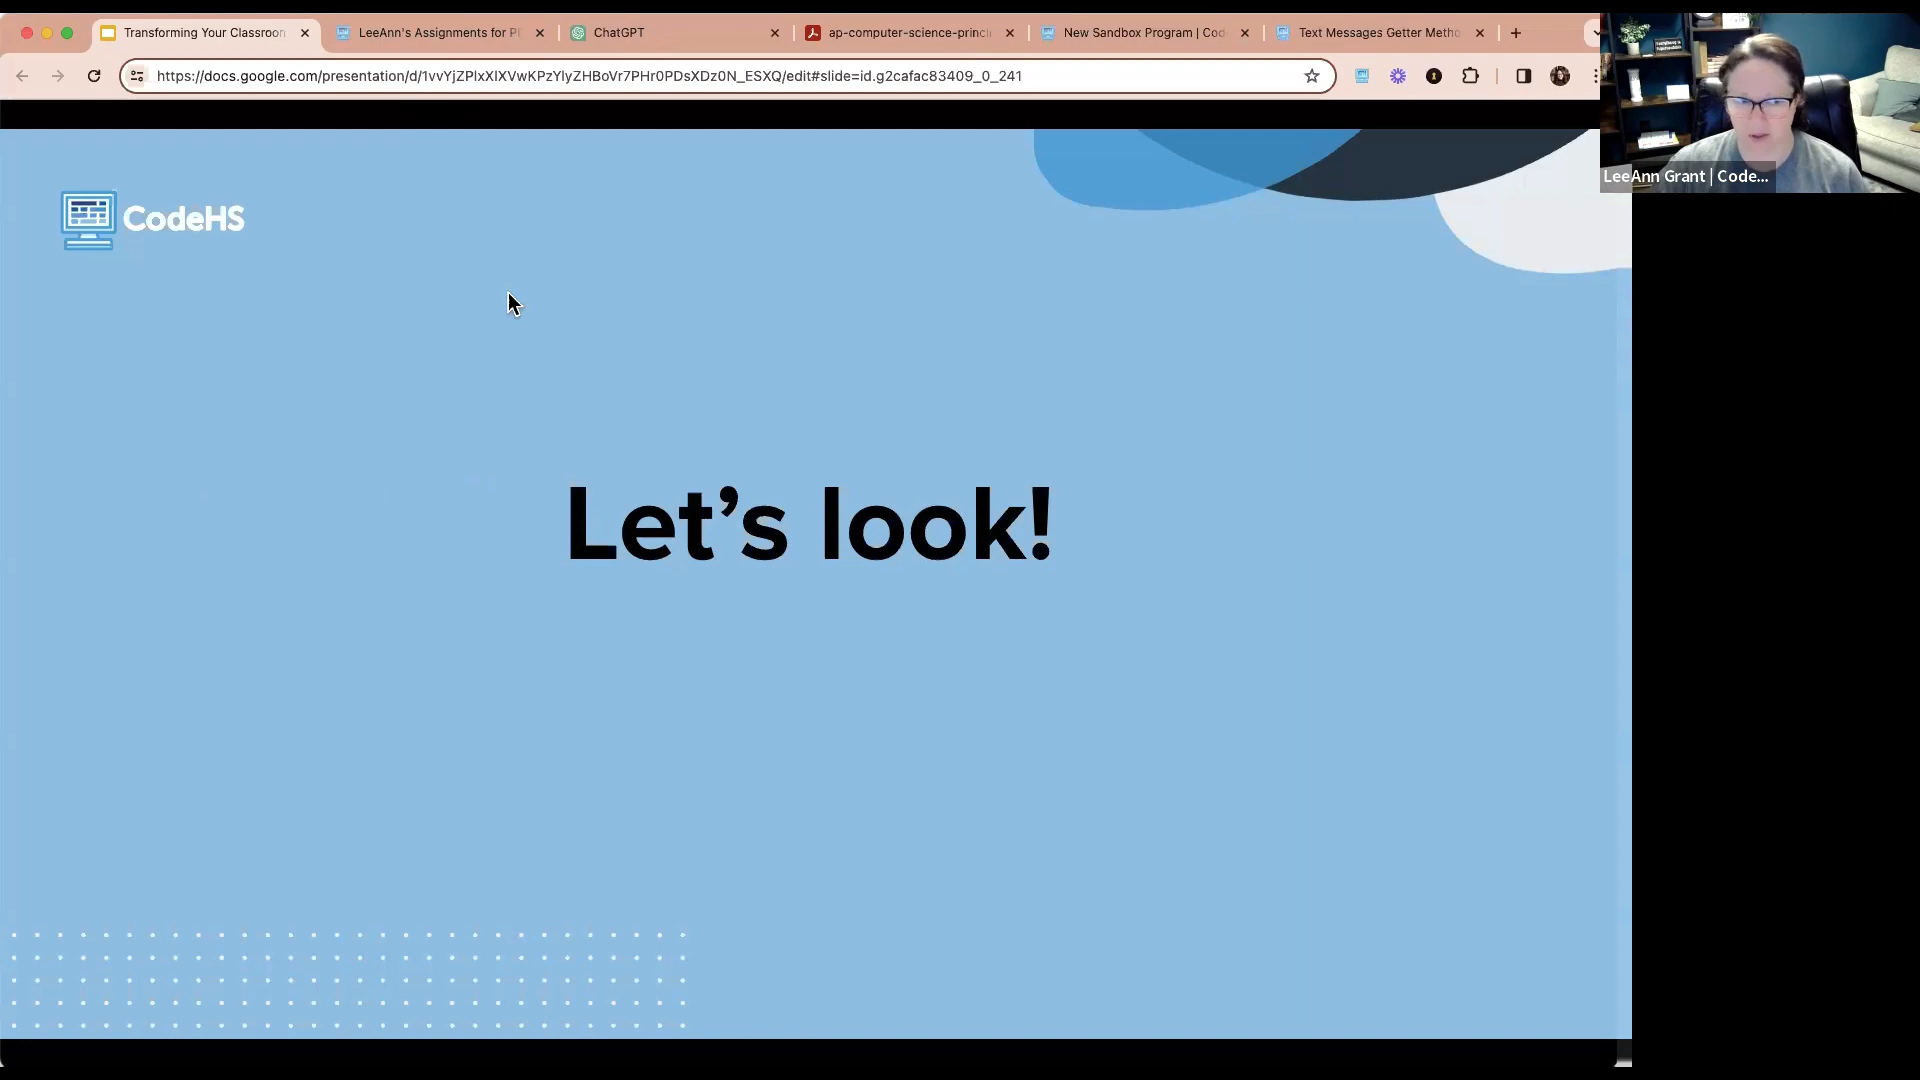 Transforming Your Classroom
LeeAnn's Assignments for Pl
ChatGPT
ap-computer-science-princi
New Sandbox Program | Cod
Text Messages Getter Metho
https://docs.google.com/presentation/d/1vvYjZPIxXlXVwKPzYlyZHBoVr7PHr0PDsXDz0N_ESXQ/edit#slide=id.g2cafac83409_0_241
LeeAnn Grant | Code...
CodeHS
Let’s look!